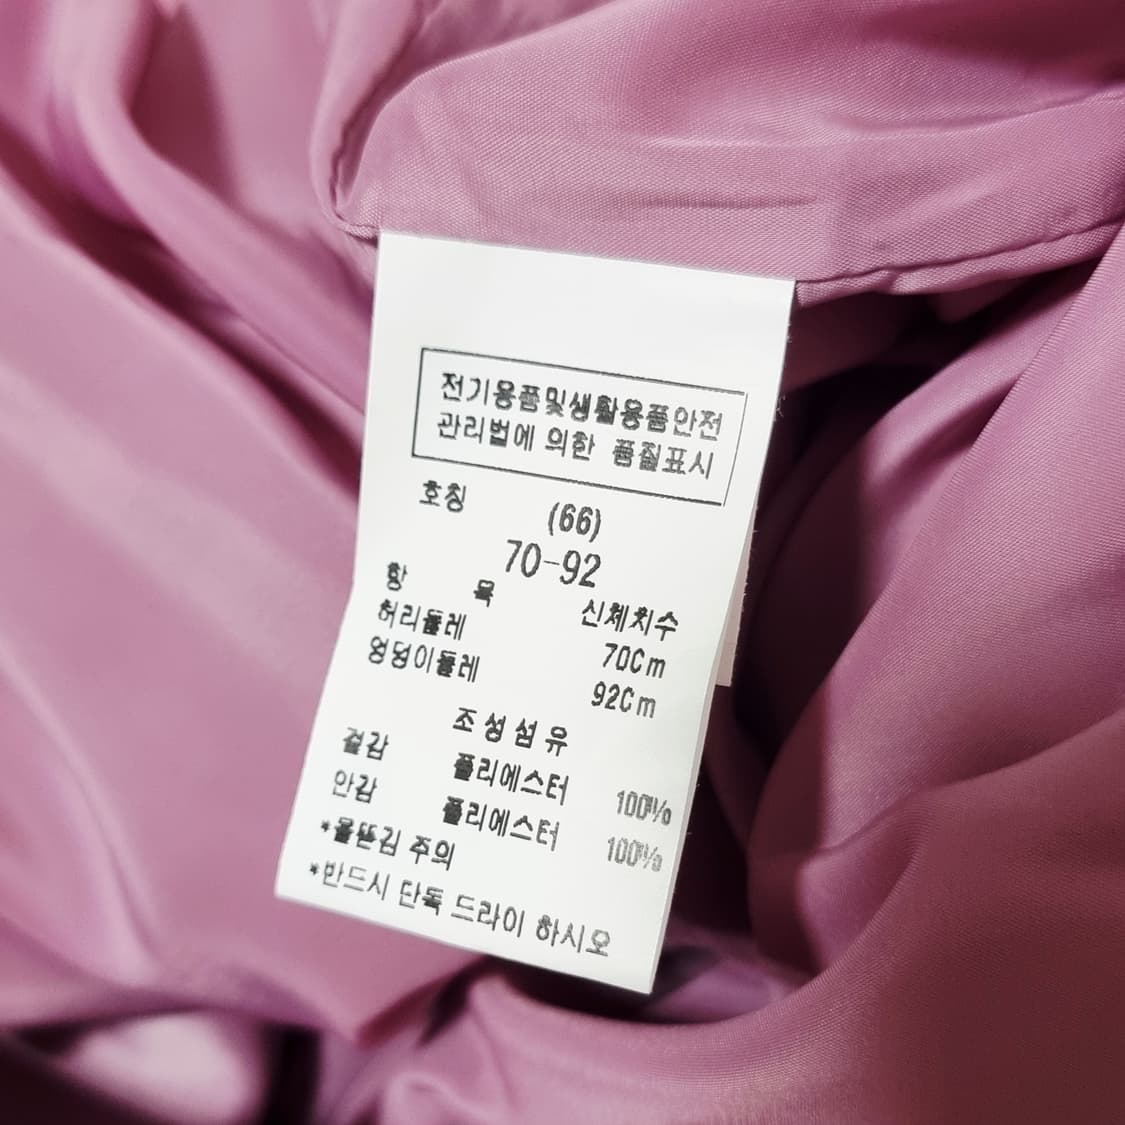 전기용품및생활용품안전
관리법에 의한 품질표시
호칭 (66)
70-92
항 목 신체치수
허리둘레 70Cm
엉덩이둘레 92Cm
조성섬유
겉감 폴리에스터 100%
안감 폴리에스터 100%
*올뜯김 주의
*반드시 단독 드라이 하시오